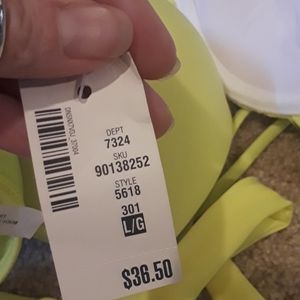 DEPT
7324
SKU
90138252
STYLE
5618
301
L/G
$36.50